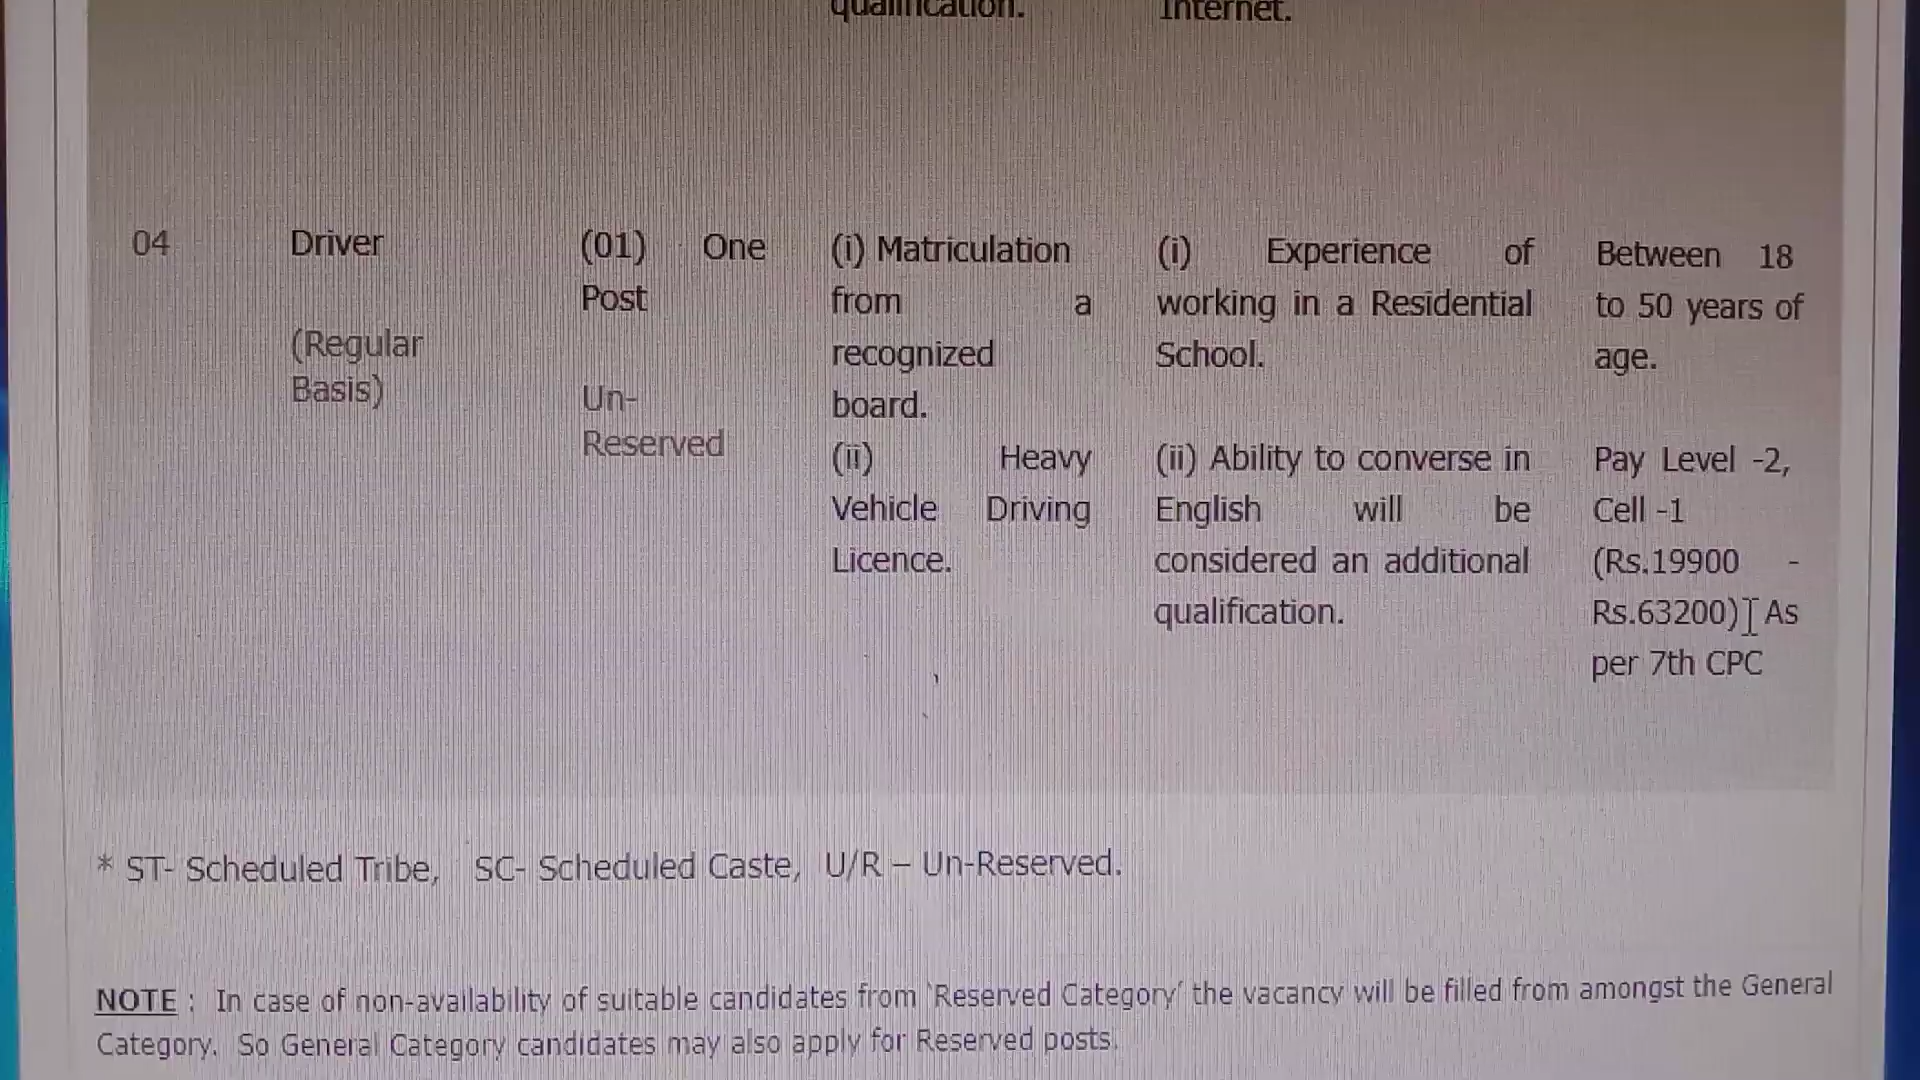 qualification.
Internet.
04
Driver
(Regular
Basis)
(01) One
Post
Un-
Reserved
(i) Matriculation
from a
recognized
board.
(ii) Heavy
Vehicle Driving
Licence.
(i) Experience of
working in a Residential
School.
(ii) Ability to converse in
English will be
considered an additional
qualification.
Between 18
to 50 years of
age.
Pay Level -2,
Cell -1
(Rs.19900 -
Rs.63200) As
per 7th CPC
* ST- Scheduled Tribe, SC- Scheduled Caste, U/R – Un-Reserved.
NOTE : In case of non-availability of suitable candidates from ‘Reserved Category’ the vacancy will be filled from amongst the General
Category. So General Category candidates may also apply for Reserved posts.